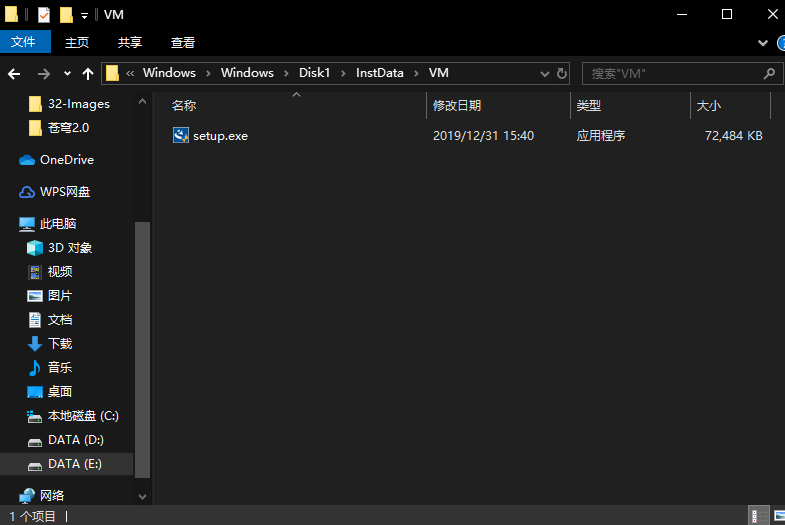 VM
文件 主页 共享 查看
« Windows › Windows › Disk1 › InstData › VM 搜索"VM"
名称 修改日期 类型 大小
setup.exe 2019/12/31 15:40 应用程序 72,484 KB
32-Images
苍穹2.0
OneDrive
WPS网盘
此电脑
3D 对象
视频
图片
文档
下载
音乐
桌面
本地磁盘 (C:)
DATA (D:)
DATA (E:)
网络
1 个项目